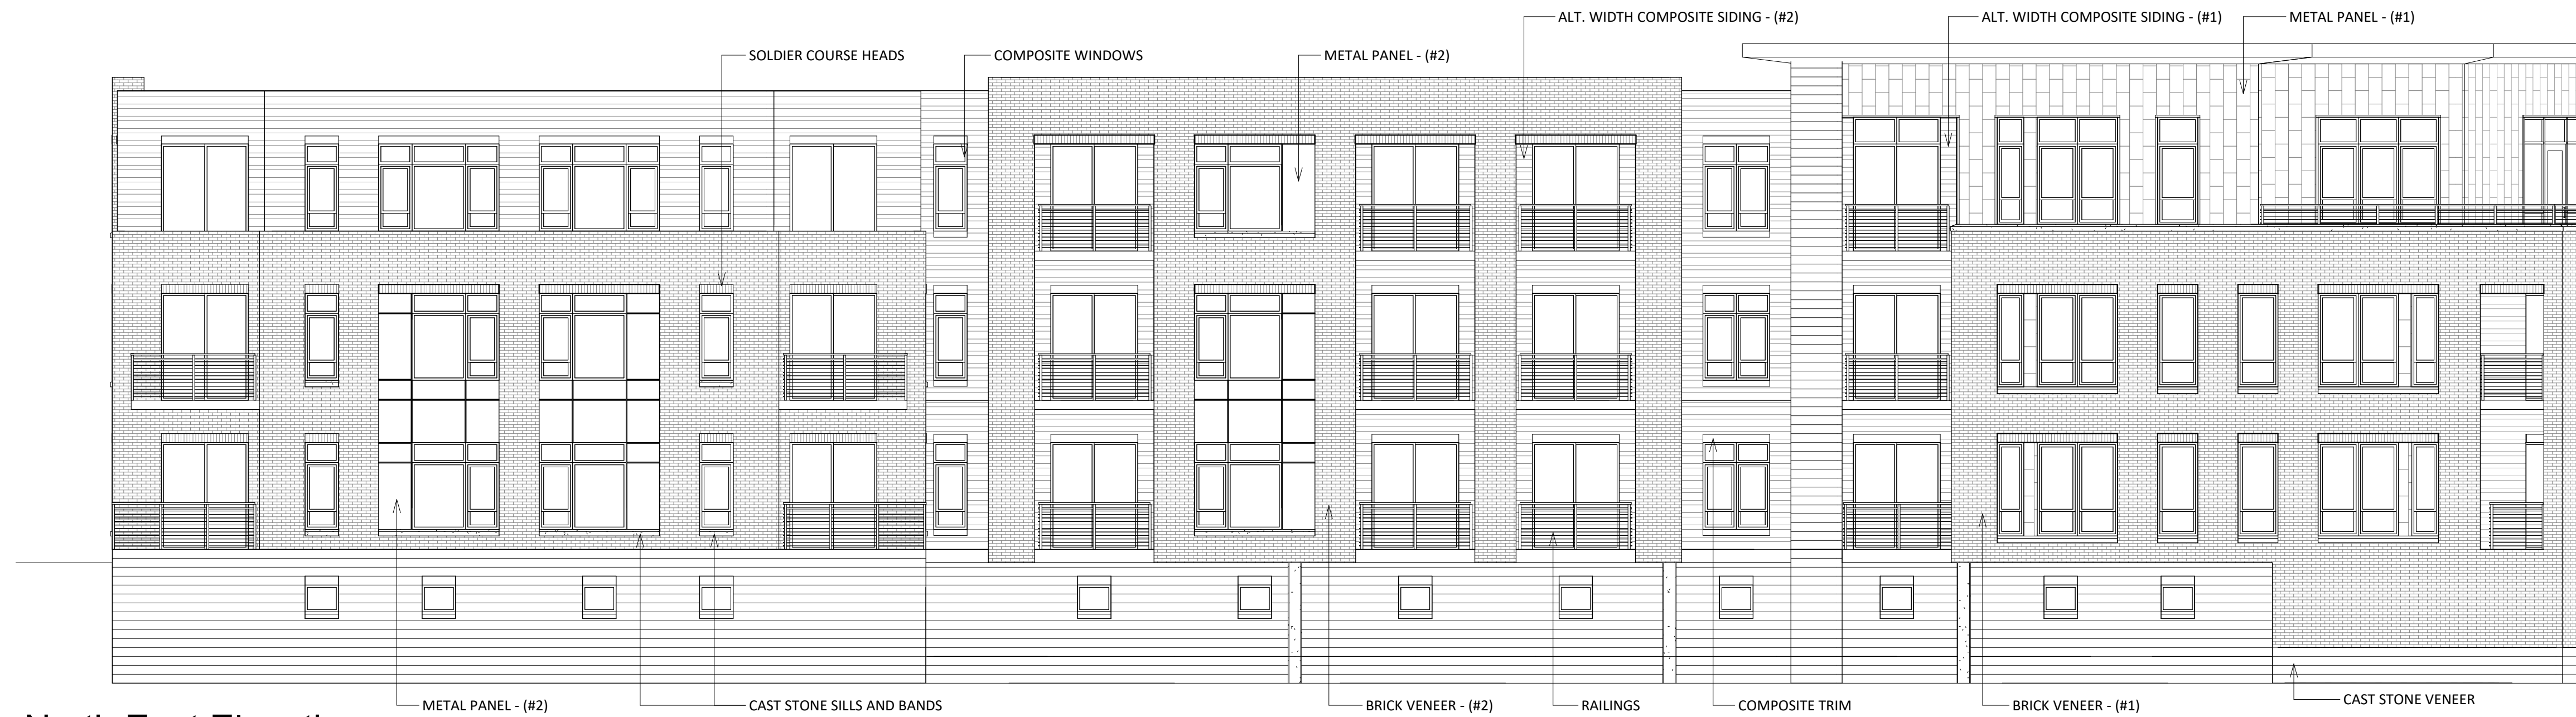 ALT. WIDTH COMPOSITE SIDING - (#2)
ALT. WIDTH COMPOSITE SIDING - (#1)
METAL PANEL - (#1)
SOLDIER COURSE HEADS
COMPOSITE WINDOWS
METAL PANEL - (#2)
METAL PANEL - (#2)
CAST STONE SILLS AND BANDS
BRICK VENEER - (#2)
RAILINGS
COMPOSITE TRIM
BRICK VENEER - (#1)
CAST STONE VENEER